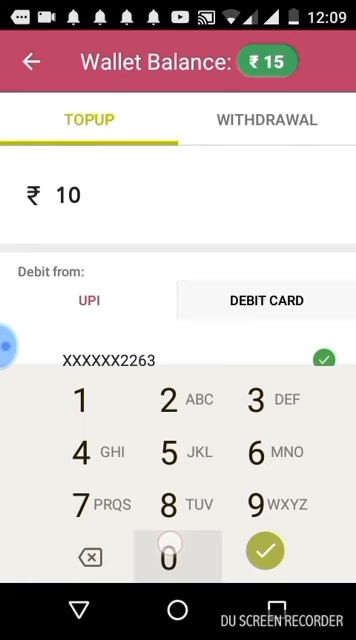 12:09
Wallet Balance: ₹ 15
TOPUP WITHDRAWAL
₹ 10
Debit from:
UPI DEBIT CARD
XXXXXX2263
1 2 ABC 3 DEF
4 GHI 5 JKL 6 MNO
7 PRQS 8 TUV 9 WXYZ
0
DU SCREEN RECORDER